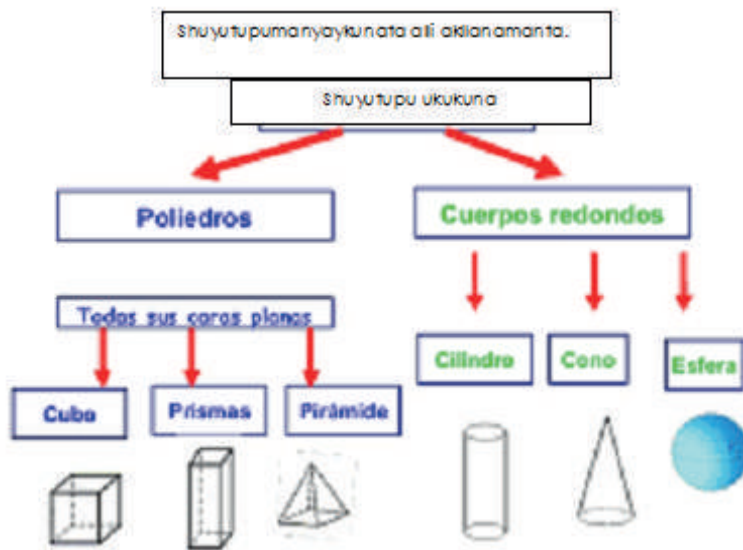 Shuyutupumanyaykunata alli akllanamanta.
Shuyutupu ukukuna
Poliedros
Cuerpos redondos
Todas sus caras planas
Cilindro
Cono
Esfera
Cubo
Prismas
Pirámide